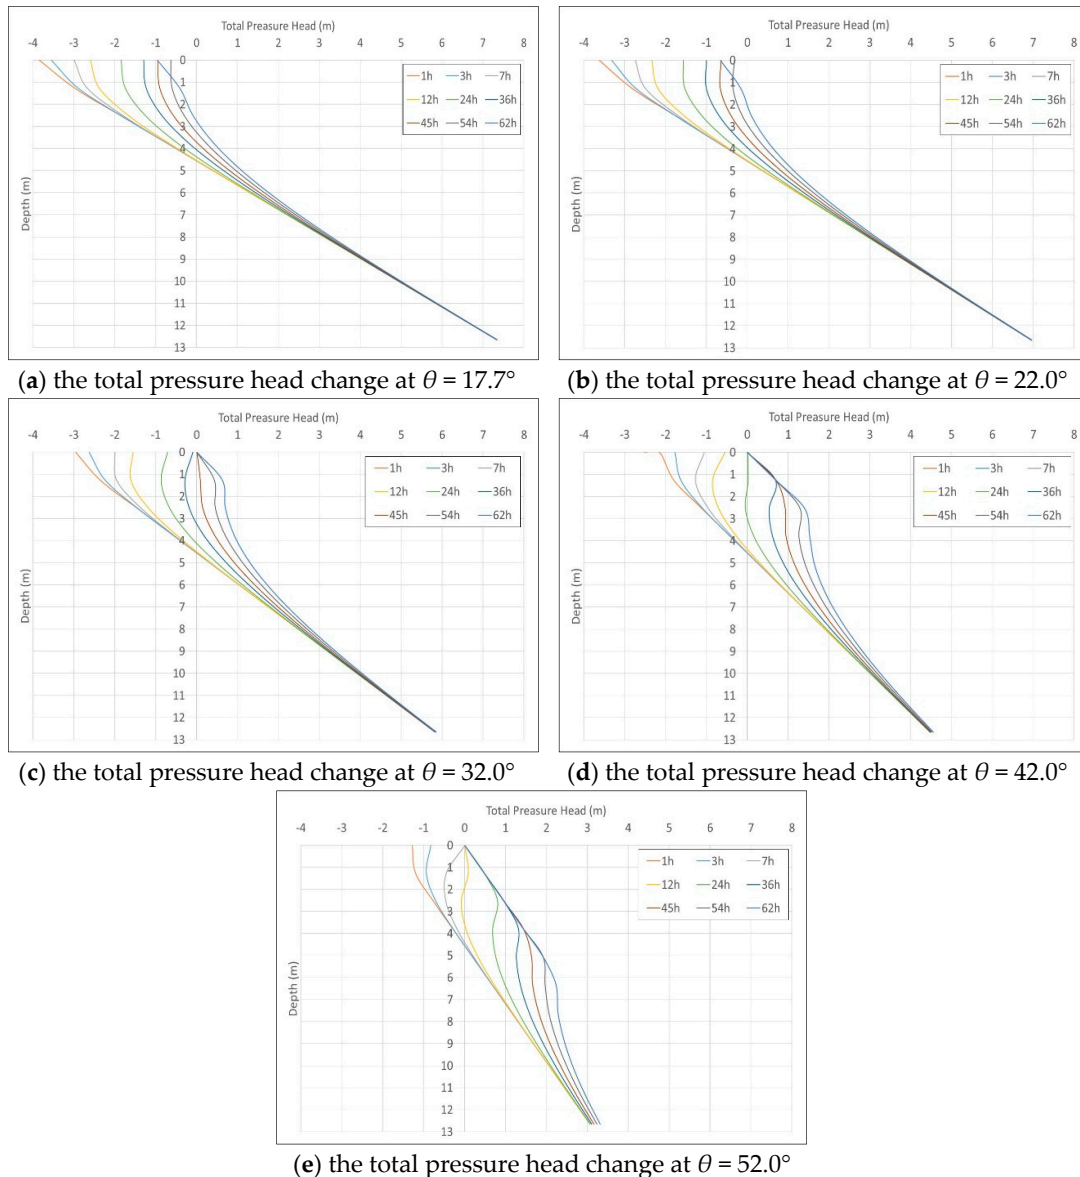 Total Preasure Head (m)
-4 -3 -2 -1 0 1 2 3 4 5 6 7 8
0
1
2
3
4
5
6
7
8
9
10
11
12
13
Depth (m)
1h 3h 7h
12h 24h 36h
45h 54h 62h
(a) the total pressure head change at θ = 17.7°
Total Preasure Head (m)
-4 -3 -2 -1 0 1 2 3 4 5 6 7 8
0
1
2
3
4
5
6
7
8
9
10
11
12
13
Depth (m)
1h 3h 7h
12h 24h 36h
45h 54h 62h
(b) the total pressure head change at θ = 22.0°
Total Preasure Head (m)
-4 -3 -2 -1 0 1 2 3 4 5 6 7 8
0
1
2
3
4
5
6
7
8
9
10
11
12
13
Depth (m)
1h 3h 7h
12h 24h 36h
45h 54h 62h
(c) the total pressure head change at θ = 32.0°
Total Preasure Head (m)
-4 -3 -2 -1 0 1 2 3 4 5 6 7 8
0
1
2
3
4
5
6
7
8
9
10
11
12
13
Depth (m)
1h 3h 7h
12h 24h 36h
45h 54h 62h
(d) the total pressure head change at θ = 42.0°
Total Preasure Head (m)
-4 -3 -2 -1 0 1 2 3 4 5 6 7 8
0
1
2
3
4
5
6
7
8
9
10
11
12
13
Depth (m)
1h 3h 7h
12h 24h 36h
45h 54h 62h
(e) the total pressure head change at θ = 52.0°